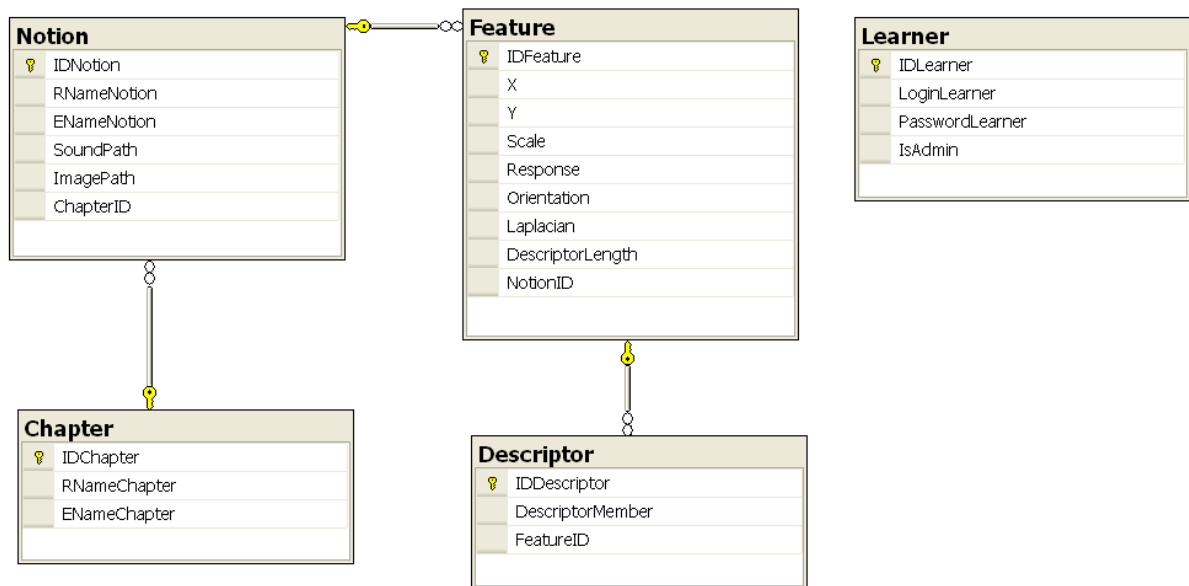 Notion
IDNotion
RNameNotion
ENameNotion
SoundPath
ImagePath
ChapterID
Feature
IDFeature
X
Y
Scale
Response
Orientation
Laplacian
DescriptorLength
NotionID
Learner
IDLearner
LoginLearner
PasswordLearner
IsAdmin
Chapter
IDChapter
RNameChapter
ENameChapter
Descriptor
IDDescriptor
DescriptorMember
FeatureID